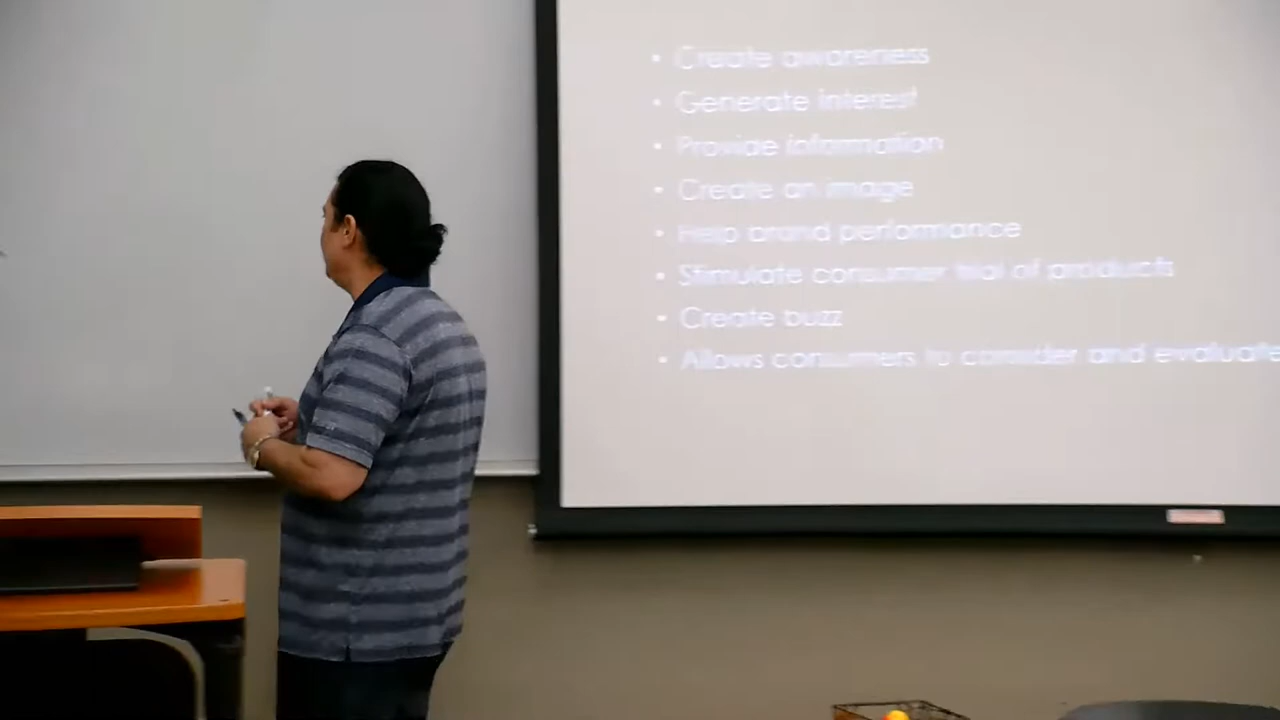 • Create awareness
• Generate interest
• Provide information
• Create an image
• Help brand performance
• Stimulate consumer trial of products
• Create buzz
• Allows consumers to consider and evaluate